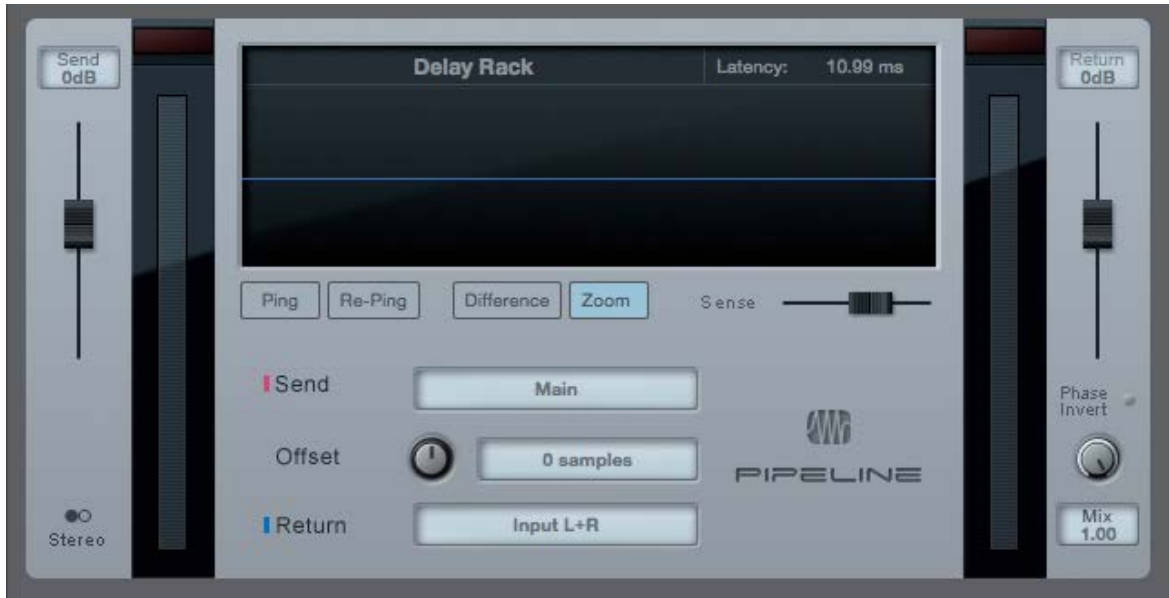 Send
0dB
Delay Rack
Latency: 10.99 ms
Return
0dB
Ping
Re-Ping
Difference
Zoom
Sense
Send
Main
Offset
0 samples
Return
Input L+R
PIPELINE
Stereo
Phase
Invert
Mix
1.00